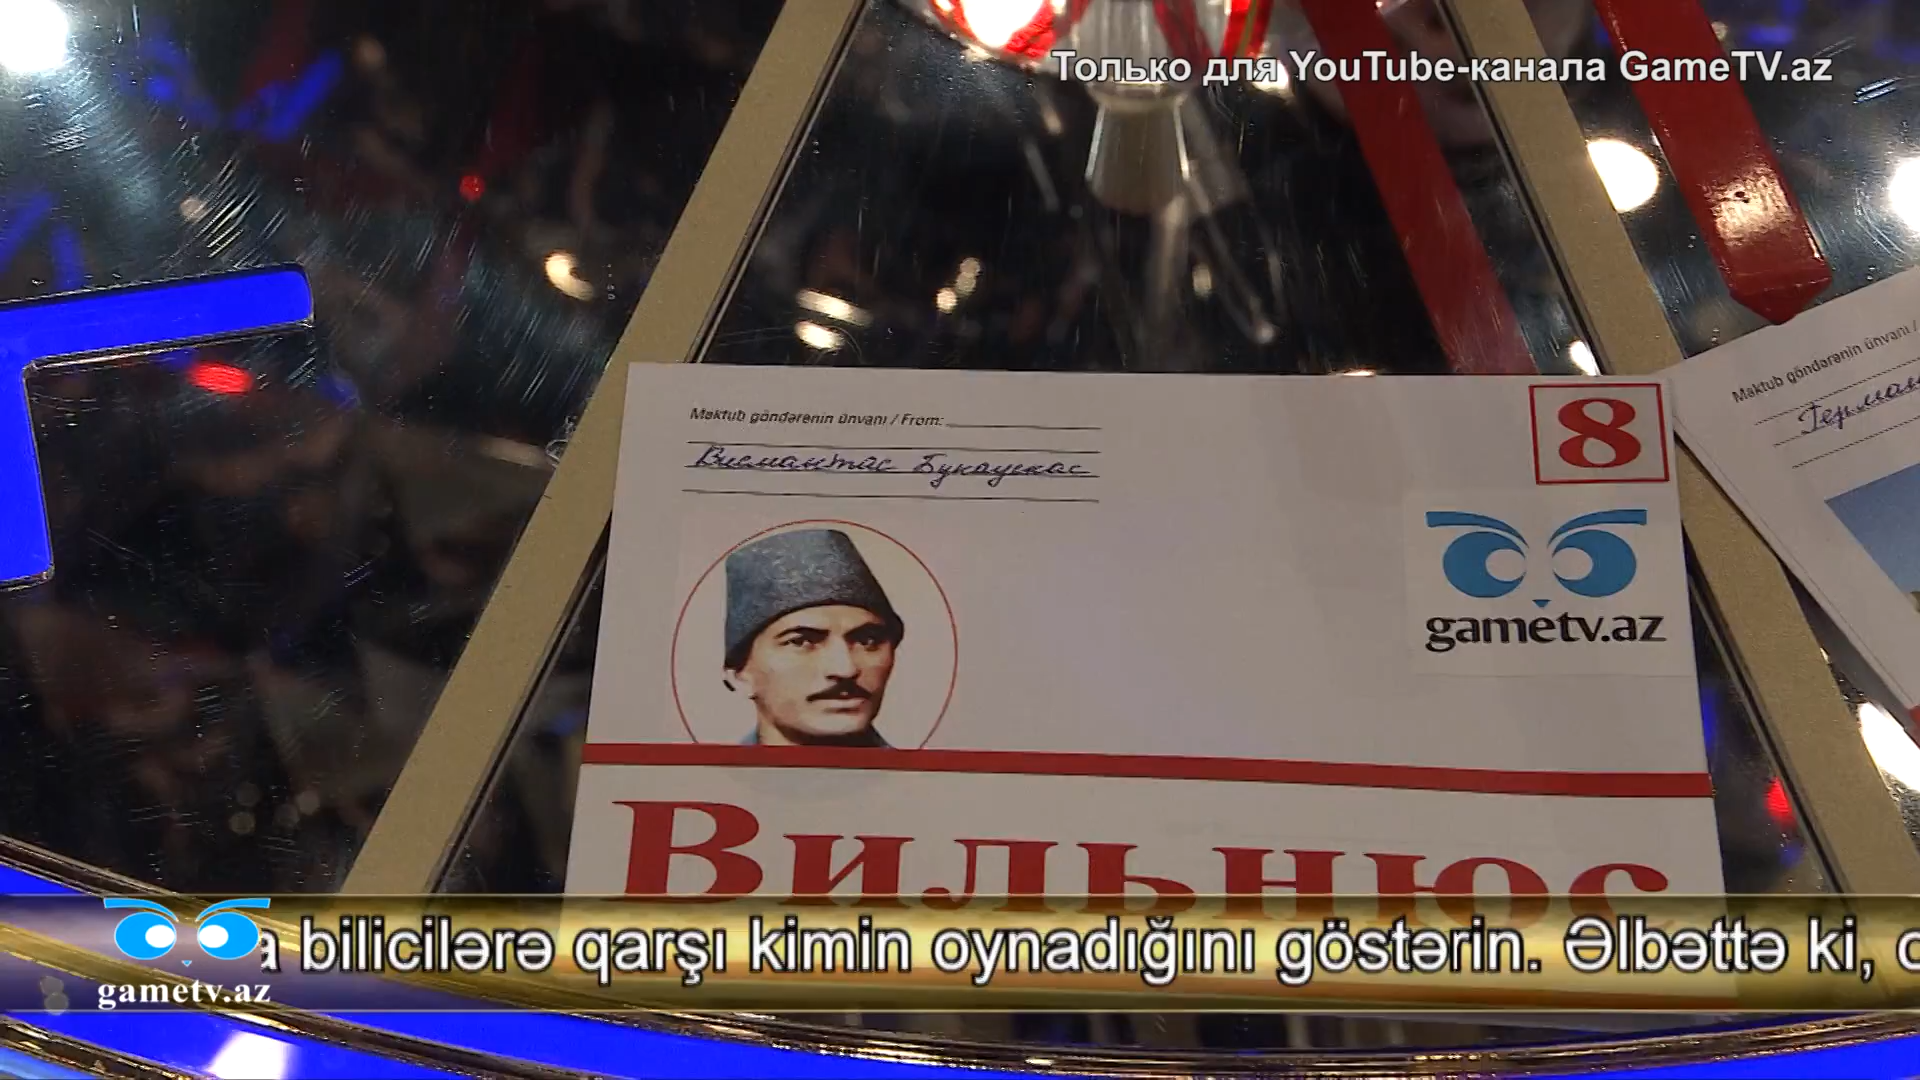 Только для YouTube-канала GameTV.az
Məktub göndərənin ünvanı / From:
Висмантас Букаускас
8
gametv.az
Məktub göndərənin ünvanı /
Вильнюс
a bilicilərə qarşı kimin oynadığını göstərin. Əlbəttə ki,
gametv.az